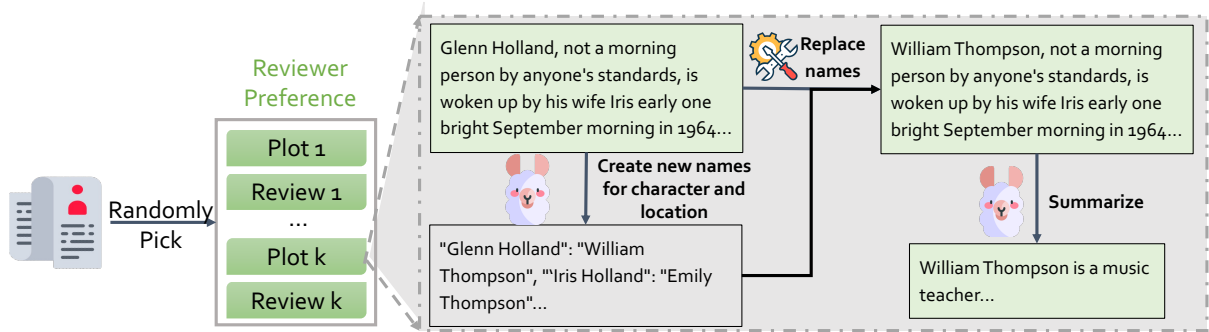 Reviewer
Preference
Randomly
Pick
Plot 1
Review 1
...
Plot k
Review k
Glenn Holland, not a morning
person by anyone's standards, is
woken up by his wife Iris early one
bright September morning in 1964...
Replace
names
Create new names
for character and
location
"Glenn Holland": "William
Thompson", "'Iris Holland": "Emily
Thompson"...
William Thompson, not a morning
person by anyone's standards, is
woken up by his wife Iris early one
bright September morning in 1964...
Summarize
William Thompson is a music
teacher...